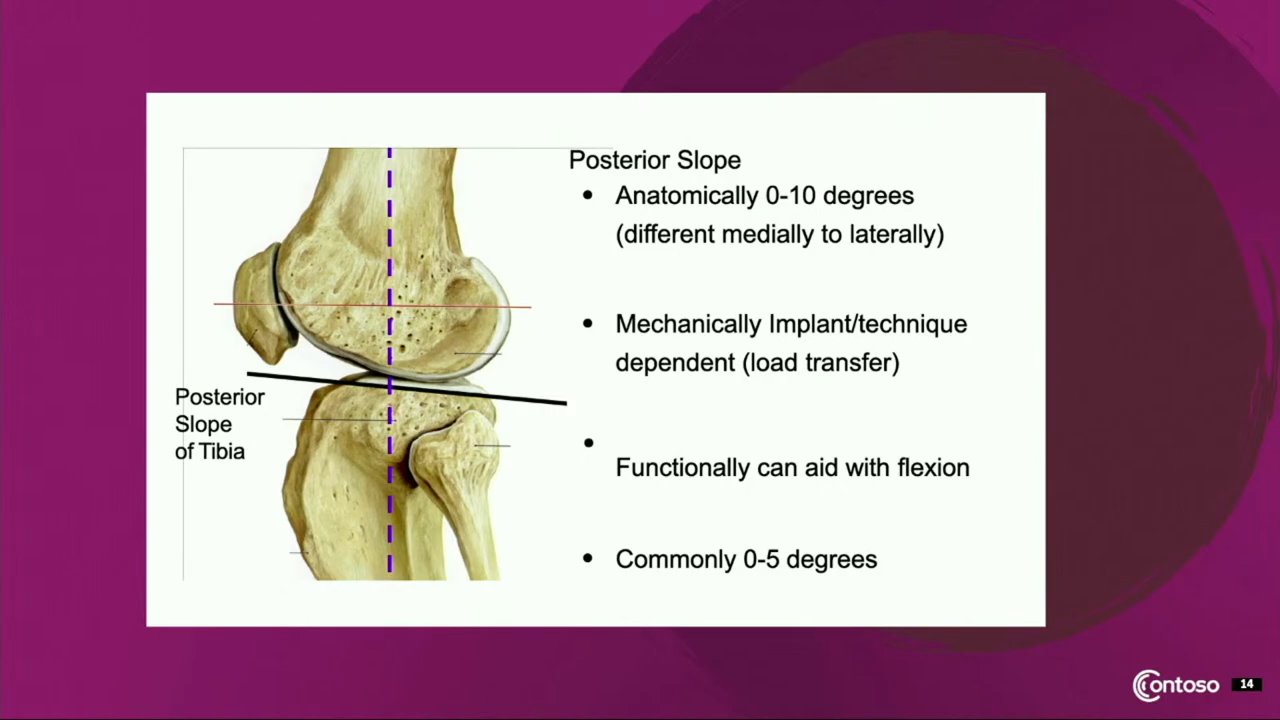 Posterior Slope
• Anatomically 0-10 degrees
(different medially to laterally)
• Mechanically Implant/technique
dependent (load transfer)
•
Functionally can aid with flexion
• Commonly 0-5 degrees
Posterior
Slope
of Tibia
Contoso
14